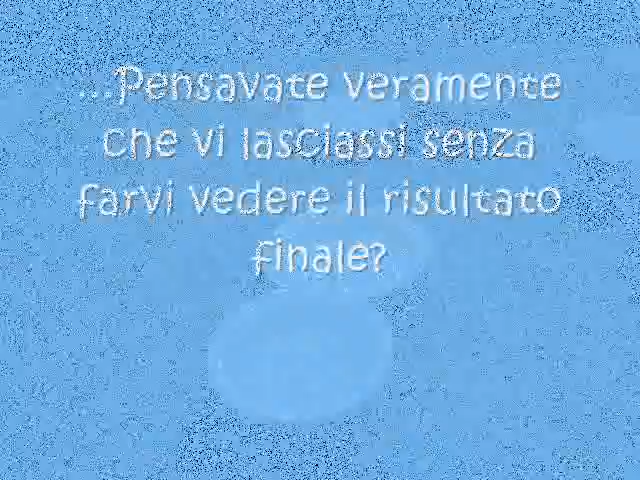 ...Pensavate veramente
che vi lasciassi senza
farvi vedere il risultato
finale?